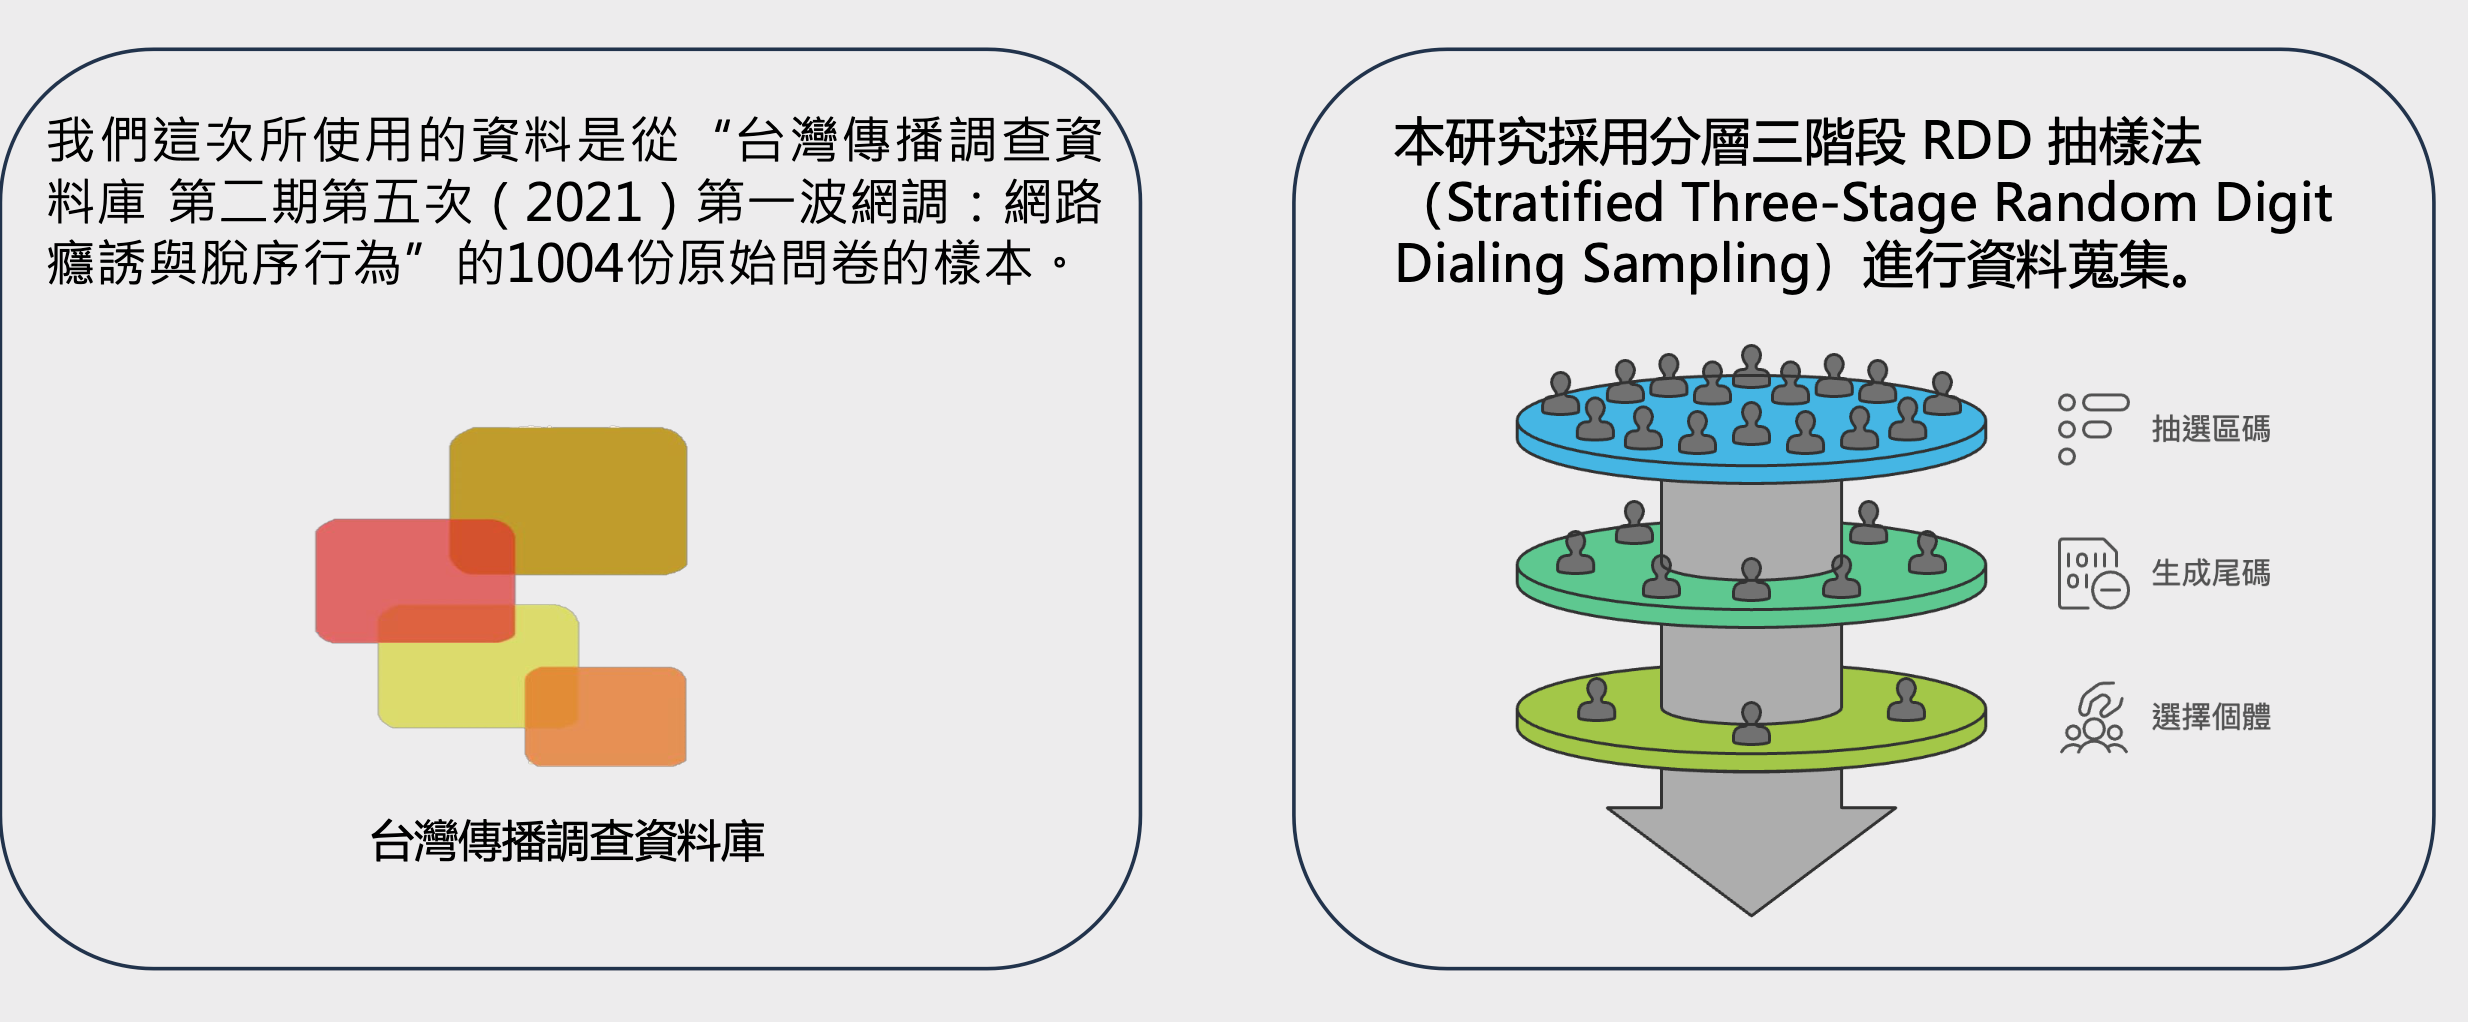 我們這次所使用的資料是從 “台灣傳播調查資
料庫 第二期第五次（2021）第一波網調：網路
癮誘與脫序行為” 的1004份原始問卷的樣本。
台灣傳播調查資料庫
本研究採用分層三階段 RDD 抽樣法
（Stratified Three-Stage Random Digit
Dialing Sampling）進行資料蒐集。
抽選區碼
生成尾碼
選擇個體